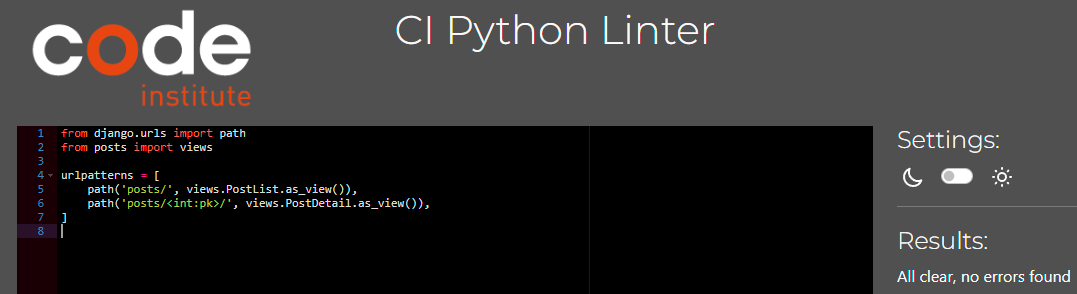 code
institute
CI Python Linter
1 from django.urls import path
2 from posts import views
3
4 urlpatterns = [
5     path('posts/', views.PostList.as_view()),
6     path('posts/<int:pk>/', views.PostDetail.as_view()),
7 ]
8
Settings:
Results:
All clear, no errors found